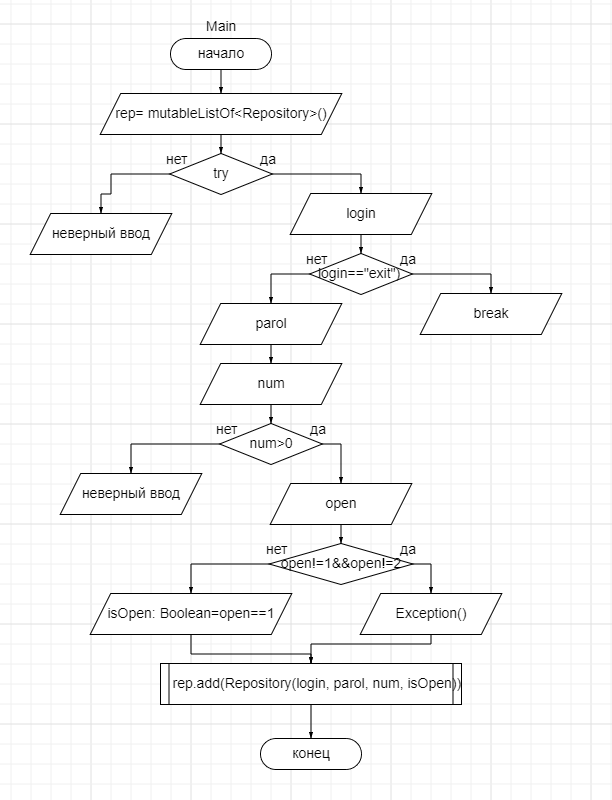 Main
начало
rep= mutableListOf<Repository>()
нет
да
try
неверный ввод
login
нет
да
login=="exit")
parol
break
num
нет
да
num>0
неверный ввод
open
нет
да
open!=1&&open!=2
isOpen: Boolean=open==1
Exception()
rep.add(Repository(login, parol, num, isOpen))
конец